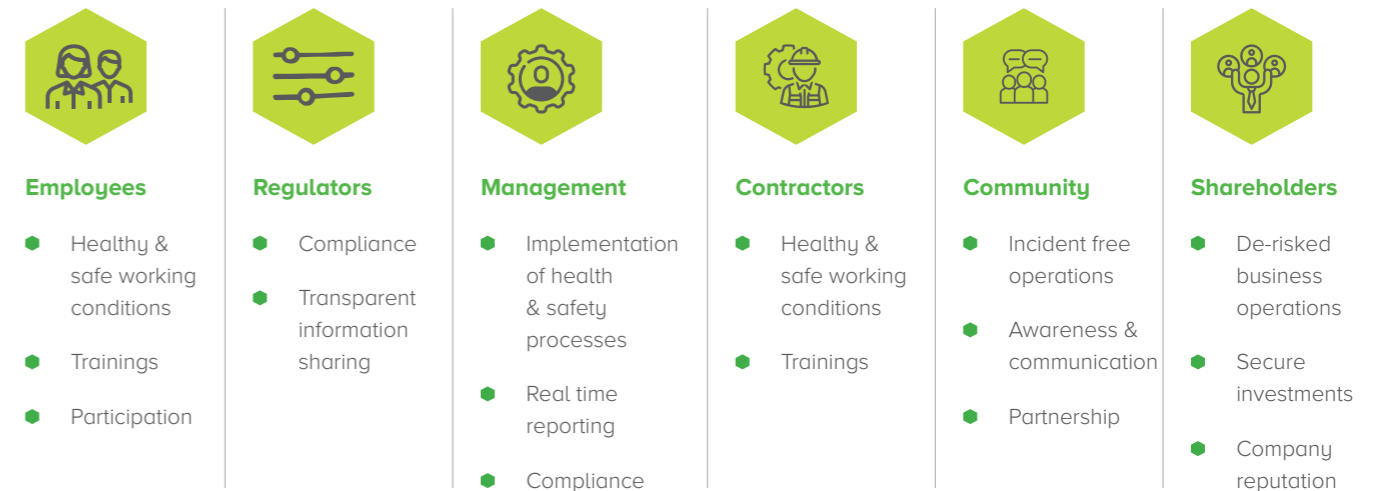 Employees
Healthy &
safe working
conditions
Trainings
Participation
Regulators
Compliance
Transparent
information
sharing
Management
Implementation
of health
& safety
processes
Real time
reporting
Compliance
Contractors
Healthy &
safe working
conditions
Trainings
Community
Incident free
operations
Awareness &
communication
Partnership
Shareholders
De-risked
business
operations
Secure
investments
Company
reputation